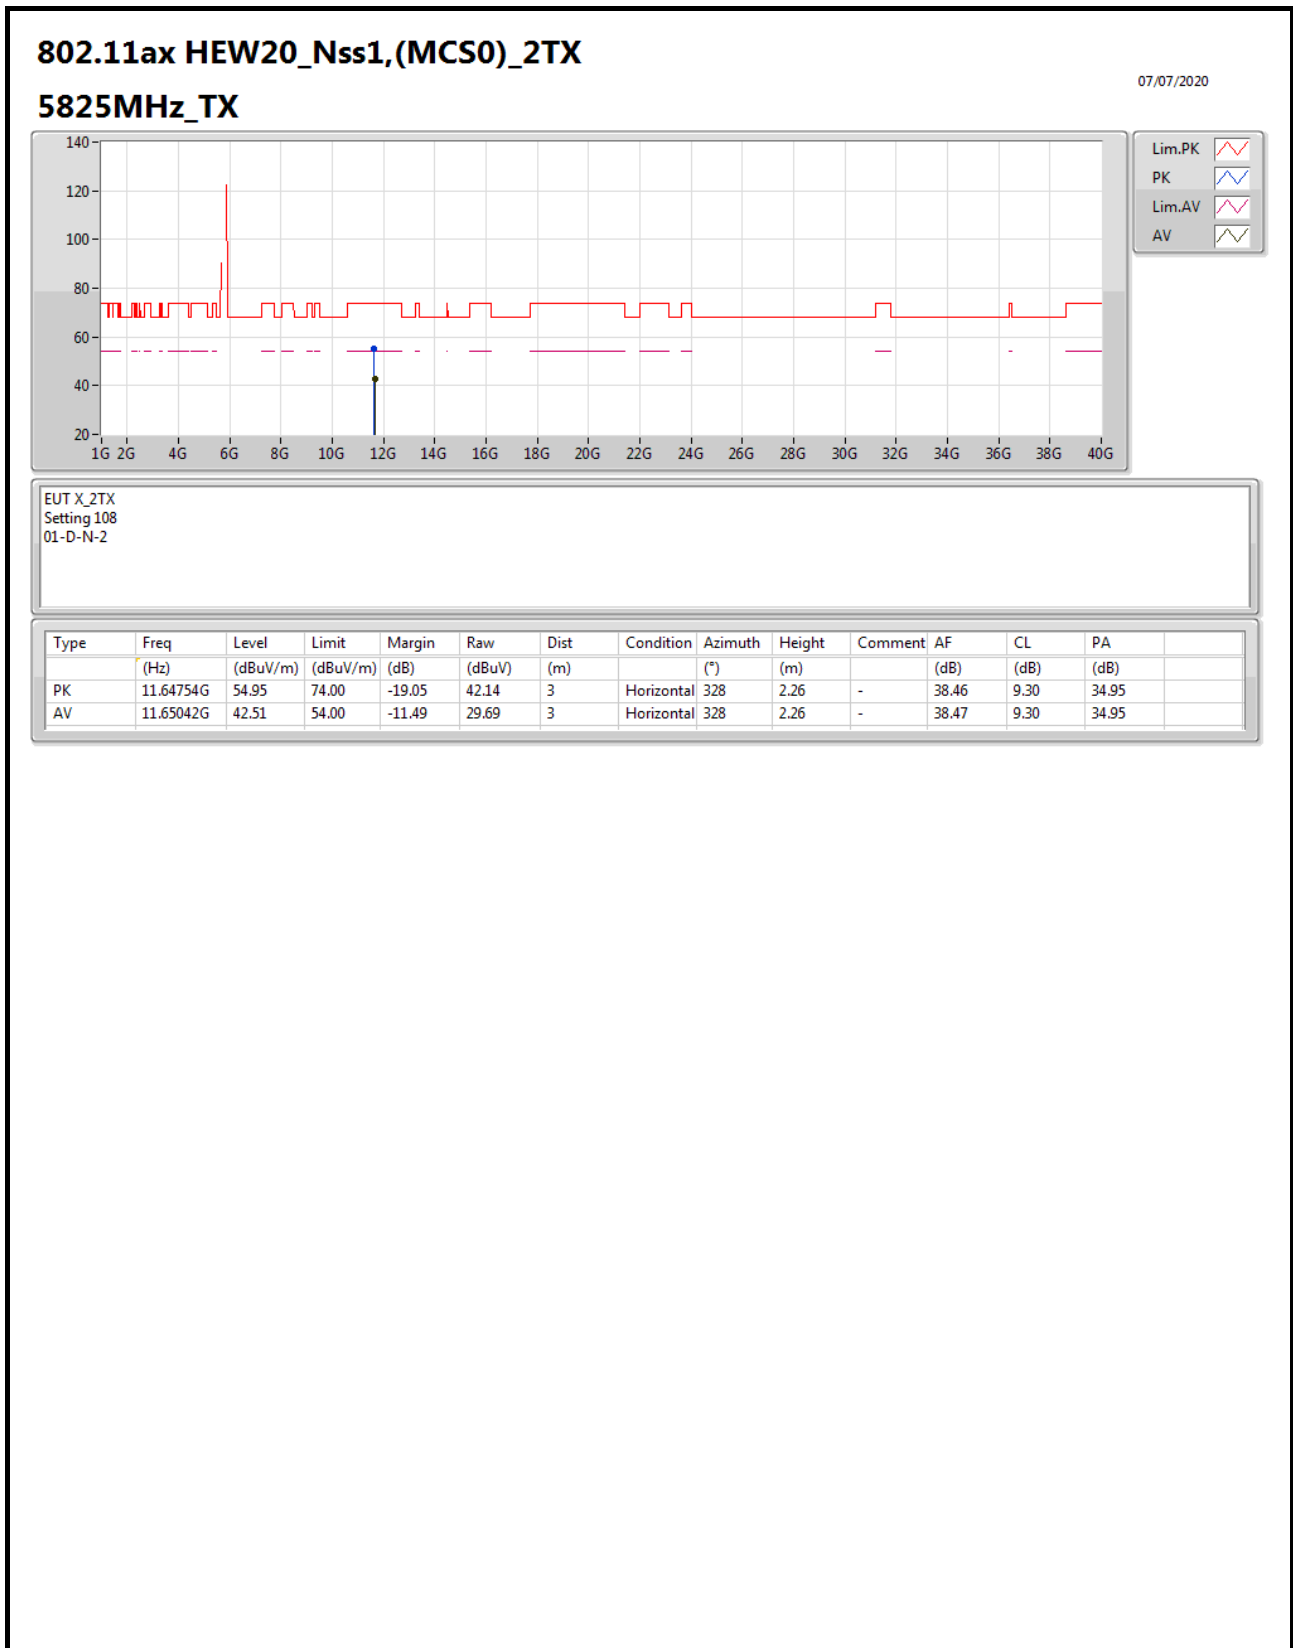 802.11ax HEW20_Nss1,(MCS0)_2TX
07/07/2020
5825MHz_TX
140
120
100
80
60
40
20
1G 2G 4G 6G 8G 10G 12G 14G 16G 18G 20G 22G 24G 26G 28G 30G 32G 34G 36G 38G 40G
Lim.PK
PK
Lim.AV
AV
EUT X_2TX
Setting 108
01-D-N-2
Type Freq Level Limit Margin Raw Dist Condition Azimuth Height Comment AF CL PA
(Hz) (dBuV/m) (dBuV/m) (dB) (dBuV) (m) (°) (m) (dB) (dB) (dB)
PK 11.64754G 54.95 74.00 -19.05 42.14 3 Horizontal 328 2.26 - 38.46 9.30 34.95
AV 11.65042G 42.51 54.00 -11.49 29.69 3 Horizontal 328 2.26 - 38.47 9.30 34.95